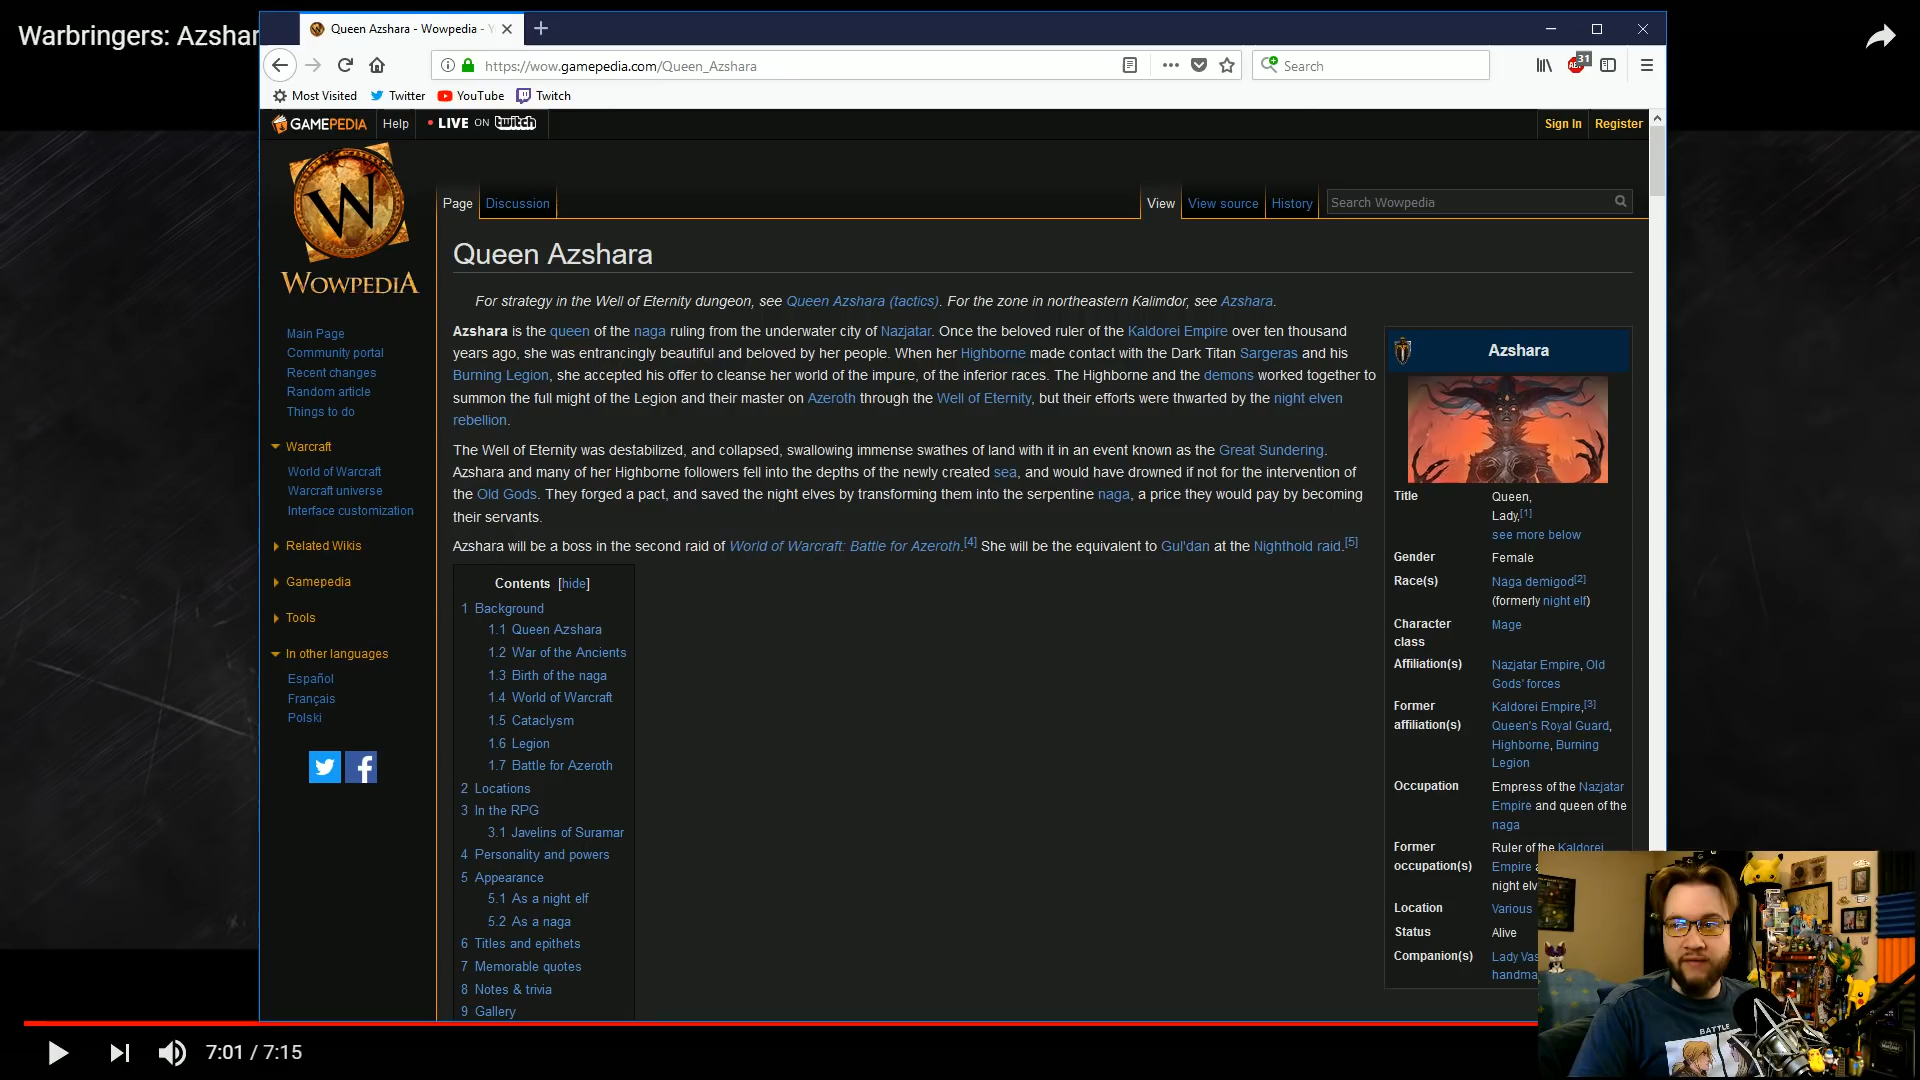 Warbringers: Azshar
Queen Azshara - Wowpedia - Y
https://wow.gamepedia.com/Queen_Azshara
Search
31
Most Visited
Twitter
YouTube
Twitch
GAMEPEDIA
Help
LIVE ON twitch
Sign In
Register
W
WOWPEDIA
Page
Discussion
View
View source
History
Search Wowpedia
Main Page
Community portal
Recent changes
Random article
Things to do
Warcraft
World of Warcraft
Warcraft universe
Interface customization
Related Wikis
Gamepedia
Tools
In other languages
Español
Français
Polski
Queen Azshara
For strategy in the Well of Eternity dungeon, see Queen Azshara (tactics). For the zone in northeastern Kalimdor, see Azshara.
Azshara is the queen of the naga ruling from the underwater city of Nazjatar. Once the beloved ruler of the Kaldorei Empire over ten thousand
years ago, she was entrancingly beautiful and beloved by her people. When her Highborne made contact with the Dark Titan Sargeras and his
Burning Legion, she accepted his offer to cleanse her world of the impure, of the inferior races. The Highborne and the demons worked together to
summon the full might of the Legion and their master on Azeroth through the Well of Eternity, but their efforts were thwarted by the night elven
rebellion.
The Well of Eternity was destabilized, and collapsed, swallowing immense swathes of land with it in an event known as the Great Sundering.
Azshara and many of her Highborne followers fell into the depths of the newly created sea, and would have drowned if not for the intervention of
the Old Gods. They forged a pact, and saved the night elves by transforming them into the serpentine naga, a price they would pay by becoming
their servants.
Azshara will be a boss in the second raid of World of Warcraft: Battle for Azeroth.[4] She will be the equivalent to Gul'dan at the Nighthold raid.[5]
Contents [hide]
1 Background
1.1 Queen Azshara
1.2 War of the Ancients
1.3 Birth of the naga
1.4 World of Warcraft
1.5 Cataclysm
1.6 Legion
1.7 Battle for Azeroth
2 Locations
3 In the RPG
3.1 Javelins of Suramar
4 Personality and powers
5 Appearance
5.1 As a night elf
5.2 As a naga
6 Titles and epithets
7 Memorable quotes
8 Notes & trivia
9 Gallery
Azshara
Title Queen,
Lady,[1]
see more below
Gender Female
Race(s) Naga demigod[2]
(formerly night elf)
Character Mage
class
Affiliation(s) Nazjatar Empire, Old
Gods' forces
Former Kaldorei Empire,[3]
affiliation(s) Queen's Royal Guard,
Highborne, Burning
Legion
Occupation Empress of the Nazjatar
Empire and queen of the
naga
Former Ruler of the Kaldorei
occupation(s) Empire a
night elv
Location Various
Status Alive
Companion(s) Lady Vas
handma
BATTLE
7:01 / 7:15